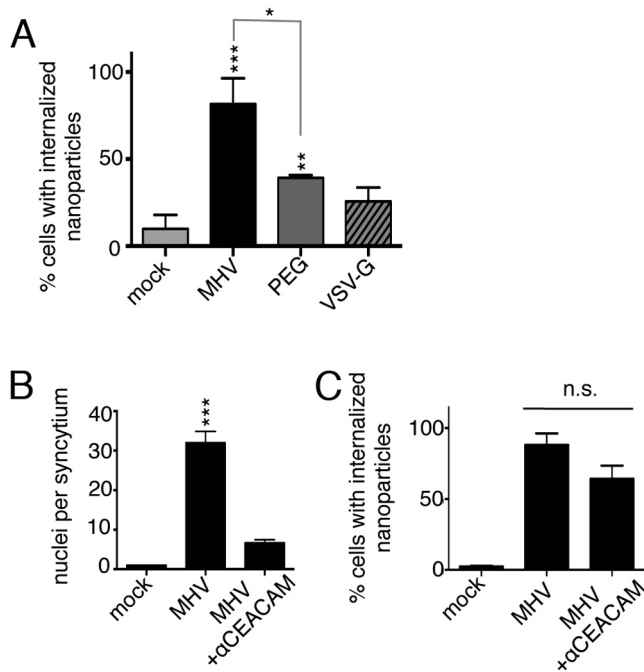 A
% cells with internalized
nanoparticles
100
50
0
*
***
**
mock
MHV
PEG
VSV-G
B
nuclei per syncytium
40
30
20
10
0
***
mock
MHV
MHV
+αCEACAM
C
% cells with internalized
nanoparticles
100
50
0
n.s.
mock
MHV
MHV
+αCEACAM